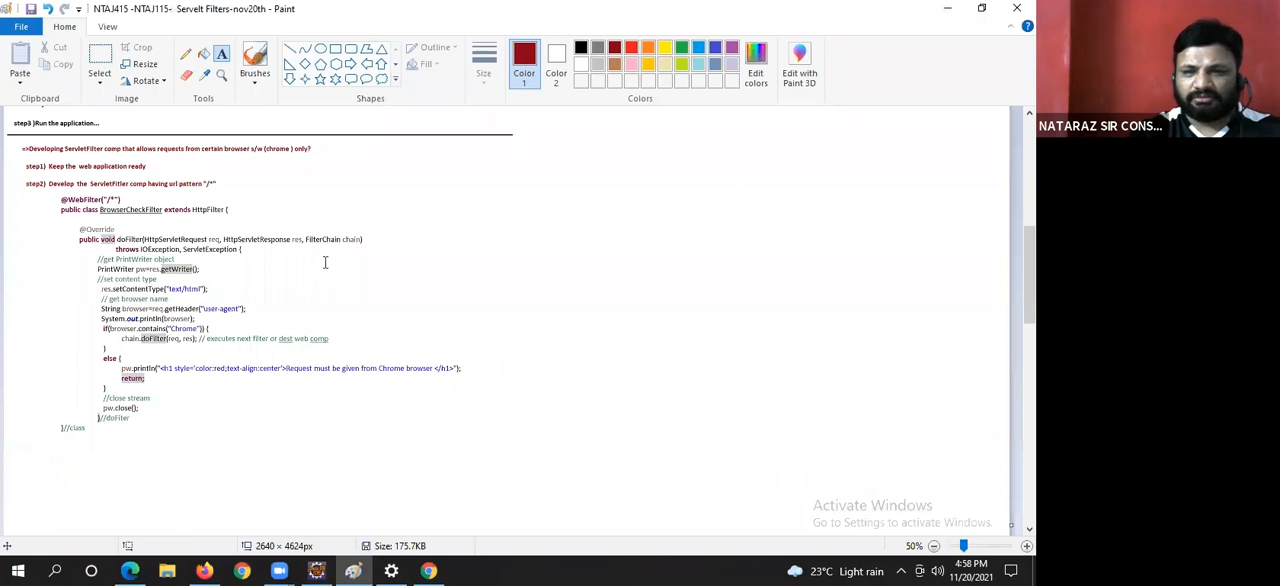 NTAJ415 -NTAJ115- Servelt Filters-nov20th - Paint
File
Home
View
Paste
Cut
Copy
Clipboard
Select
Crop
Resize
Rotate
Image
Tools
Brushes
Shapes
Outline
Fill
Size
Color
1
Color
2
Edit
colors
Edit with
Paint 3D
Colors
NATARAZ SIR CONS...
step3 )Run the application...
=>Developing ServletFilter comp that allows requests from certain browser s/w (chrome ) only?
step1) Keep the web application ready
step2) Develop the ServletFitler comp having url pattern "/*"
@WebFilter("/*")
public class BrowserCheckFilter extends HttpFilter {
@Override
public void doFilter(HttpServletRequest req, HttpServletResponse res, FilterChain chain)
throws IOException, ServletException {
//get PrintWriter object
PrintWriter pw=res.getWriter();
//set content type
res.setContentType("text/html");
// get browser name
String browser=req.getHeader("user-agent");
System.out.println(browser);
if(browser.contains("Chrome")) {
chain.doFilter(req, res); // executes next filter or dest web comp
}
else {
pw.println("<h1 style='color:red;text-align:center'>Request must be given from Chrome browser </h1>");
return;
}
//close stream
pw.close();
}//doFiter
}//class
Activate Windows
Go to Settings to activate Windows.
2640 × 4624px
Size: 175.7KB
50%
23°C Light rain
4:58 PM
11/20/2021